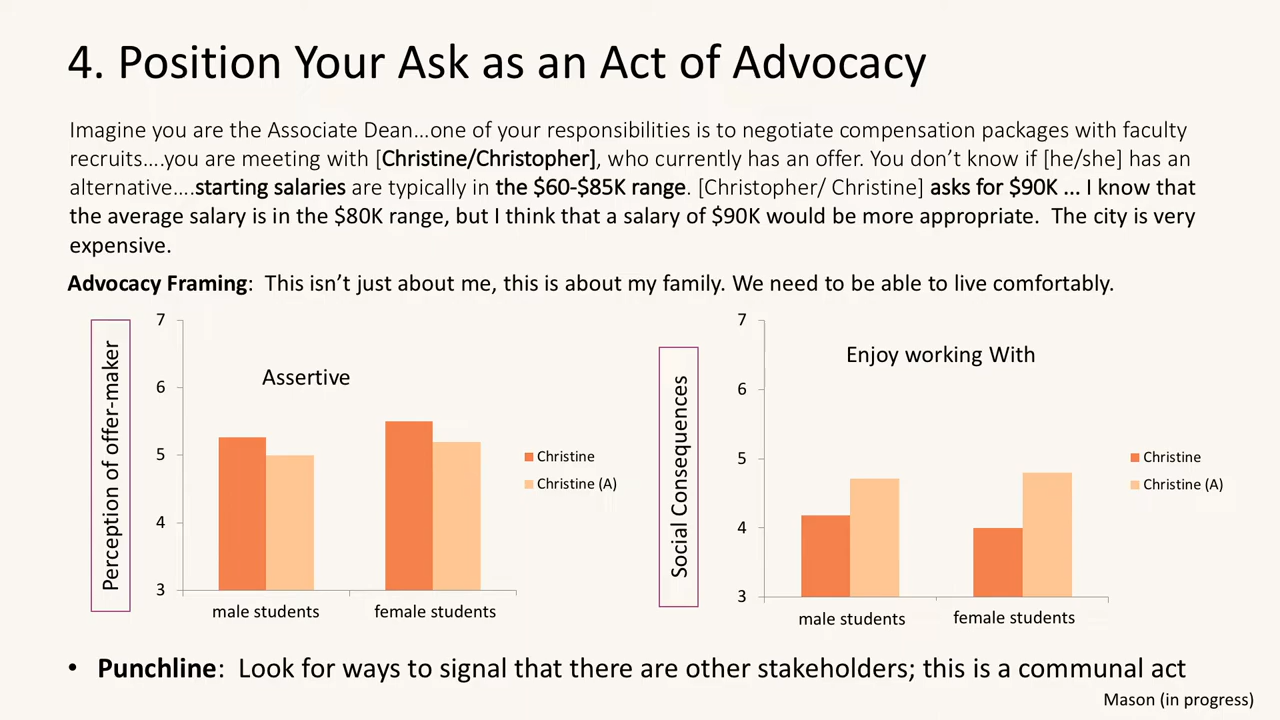 4. Position Your Ask as an Act of Advocacy
Imagine you are the Associate Dean…one of your responsibilities is to negotiate compensation packages with faculty
recruits….you are meeting with [Christine/Christopher], who currently has an offer. You don’t know if [he/she] has an
alternative….starting salaries are typically in the $60-$85K range. [Christopher/ Christine] asks for $90K ... I know that
the average salary is in the $80K range, but I think that a salary of $90K would be more appropriate. The city is very
expensive.
Advocacy Framing: This isn’t just about me, this is about my family. We need to be able to live comfortably.
Perception of offer-maker
7
6
5
4
3
Assertive
male students
female students
Christine
Christine (A)
Social Consequences
7
6
5
4
3
Enjoy working With
male students
female students
Christine
Christine (A)
• Punchline: Look for ways to signal that there are other stakeholders; this is a communal act
Mason (in progress)